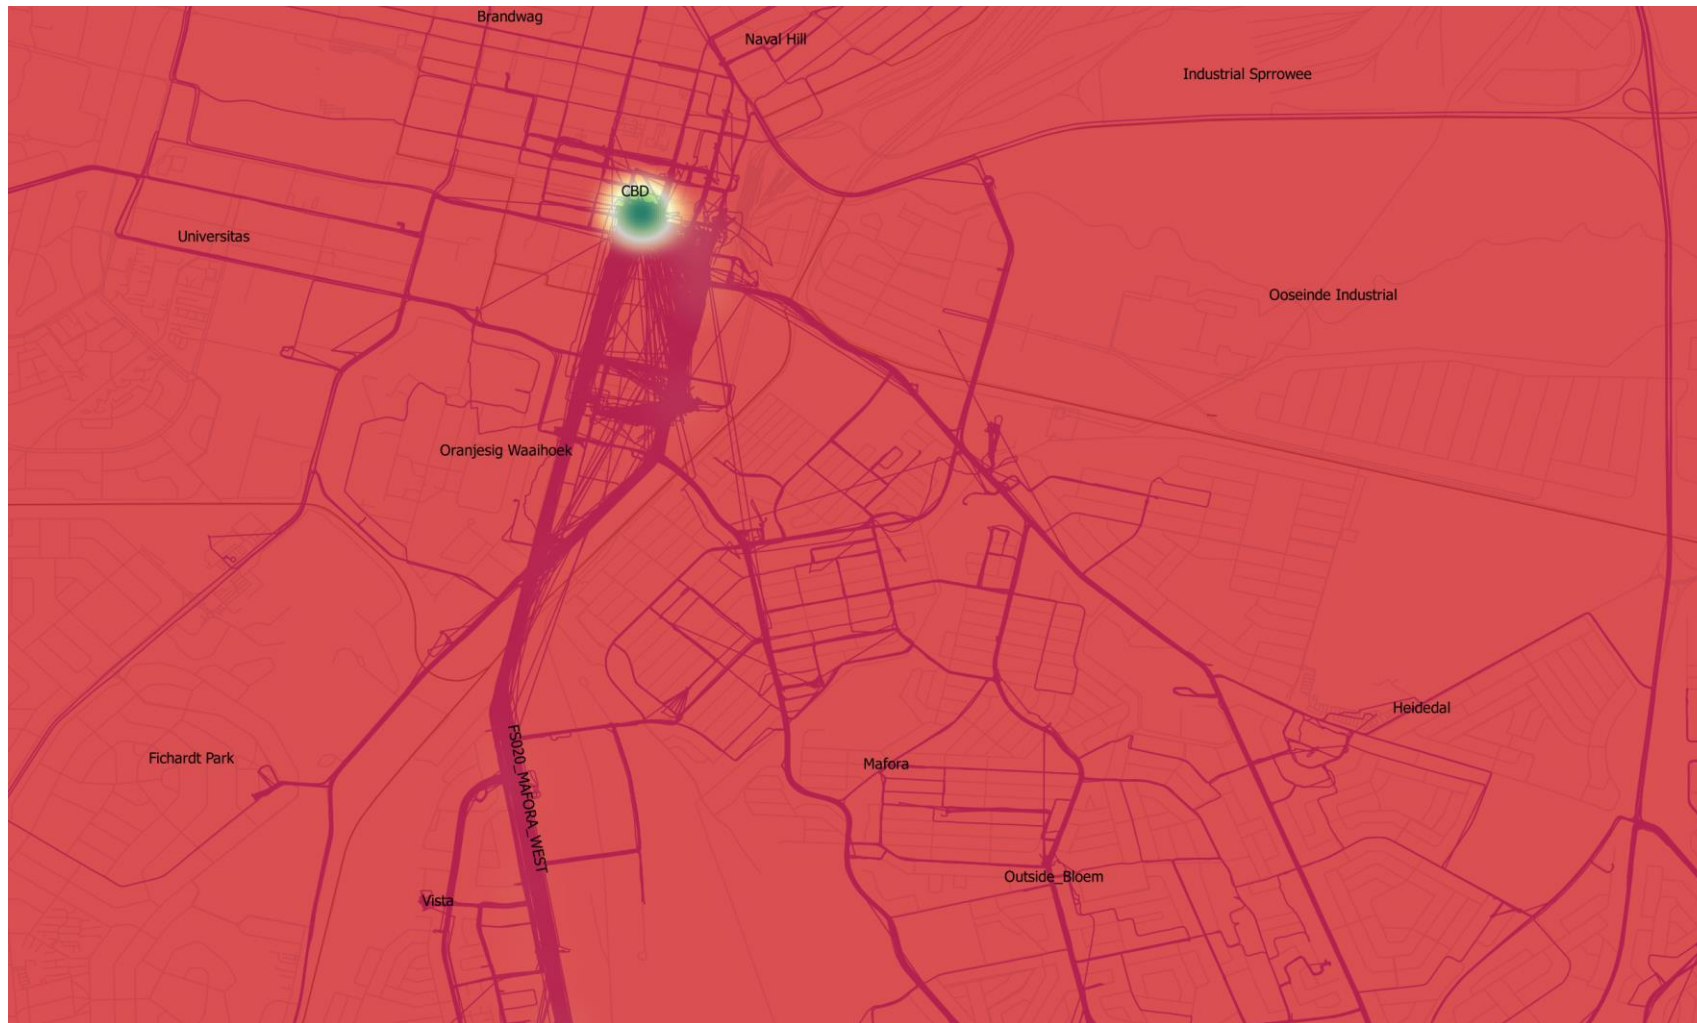 Brandwag
Naval Hill
Industrial Sprrowee
CBD
Universitas
Ooseinde Industrial
Oranjesig Waaihoek
Heidedal
FS020_MAFORA_WEST
Fichardt Park
Mafora
Outside_Bloem
Vista